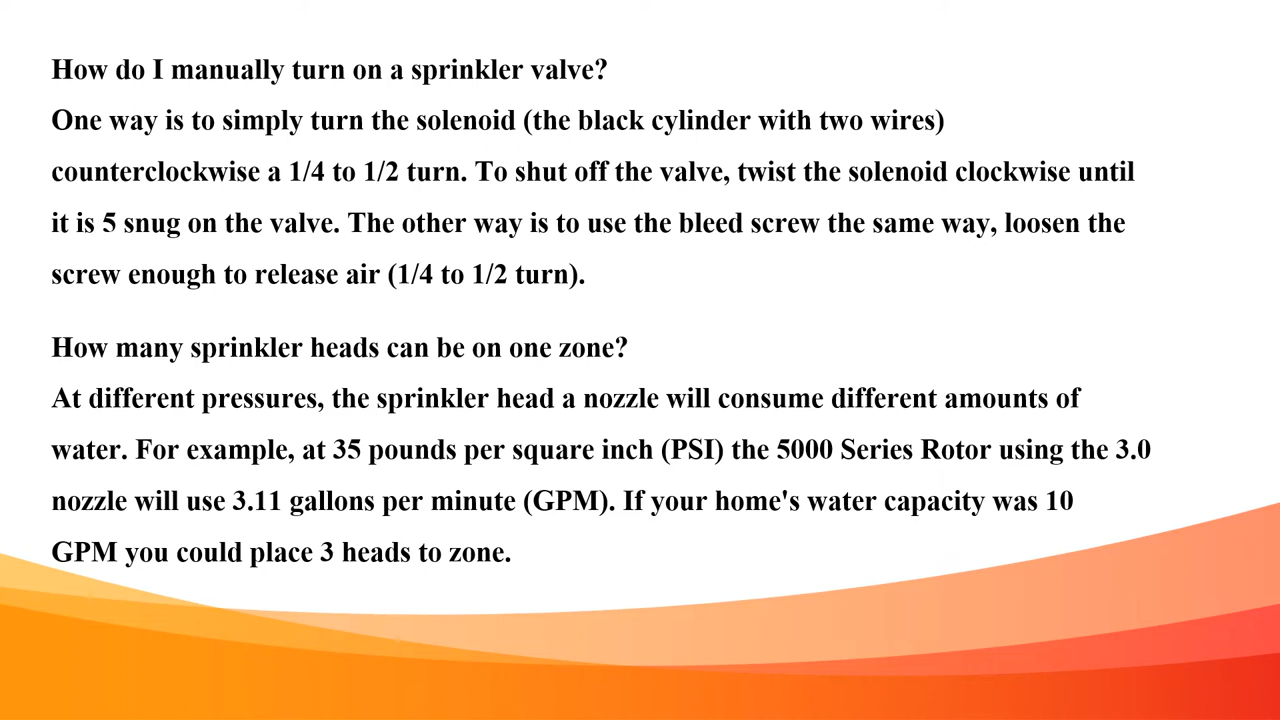 How do I manually turn on a sprinkler valve?
One way is to simply turn the solenoid (the black cylinder with two wires)
counterclockwise a 1/4 to 1/2 turn. To shut off the valve, twist the solenoid clockwise until
it is 5 snug on the valve. The other way is to use the bleed screw the same way, loosen the
screw enough to release air (1/4 to 1/2 turn).
How many sprinkler heads can be on one zone?
At different pressures, the sprinkler head a nozzle will consume different amounts of
water. For example, at 35 pounds per square inch (PSI) the 5000 Series Rotor using the 3.0
nozzle will use 3.11 gallons per minute (GPM). If your home's water capacity was 10
GPM you could place 3 heads to zone.